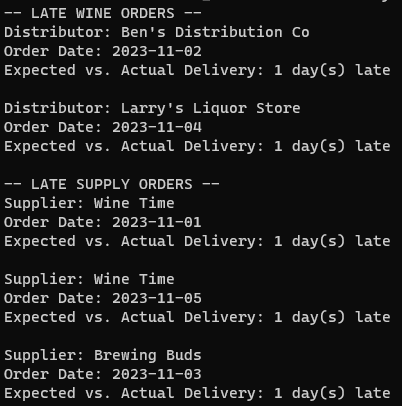 -- LATE WINE ORDERS --
Distributor: Ben's Distribution Co
Order Date: 2023-11-02
Expected vs. Actual Delivery: 1 day(s) late
Distributor: Larry's Liquor Store
Order Date: 2023-11-04
Expected vs. Actual Delivery: 1 day(s) late
-- LATE SUPPLY ORDERS --
Supplier: Wine Time
Order Date: 2023-11-01
Expected vs. Actual Delivery: 1 day(s) late
Supplier: Wine Time
Order Date: 2023-11-05
Expected vs. Actual Delivery: 1 day(s) late
Supplier: Brewing Buds
Order Date: 2023-11-03
Expected vs. Actual Delivery: 1 day(s) late